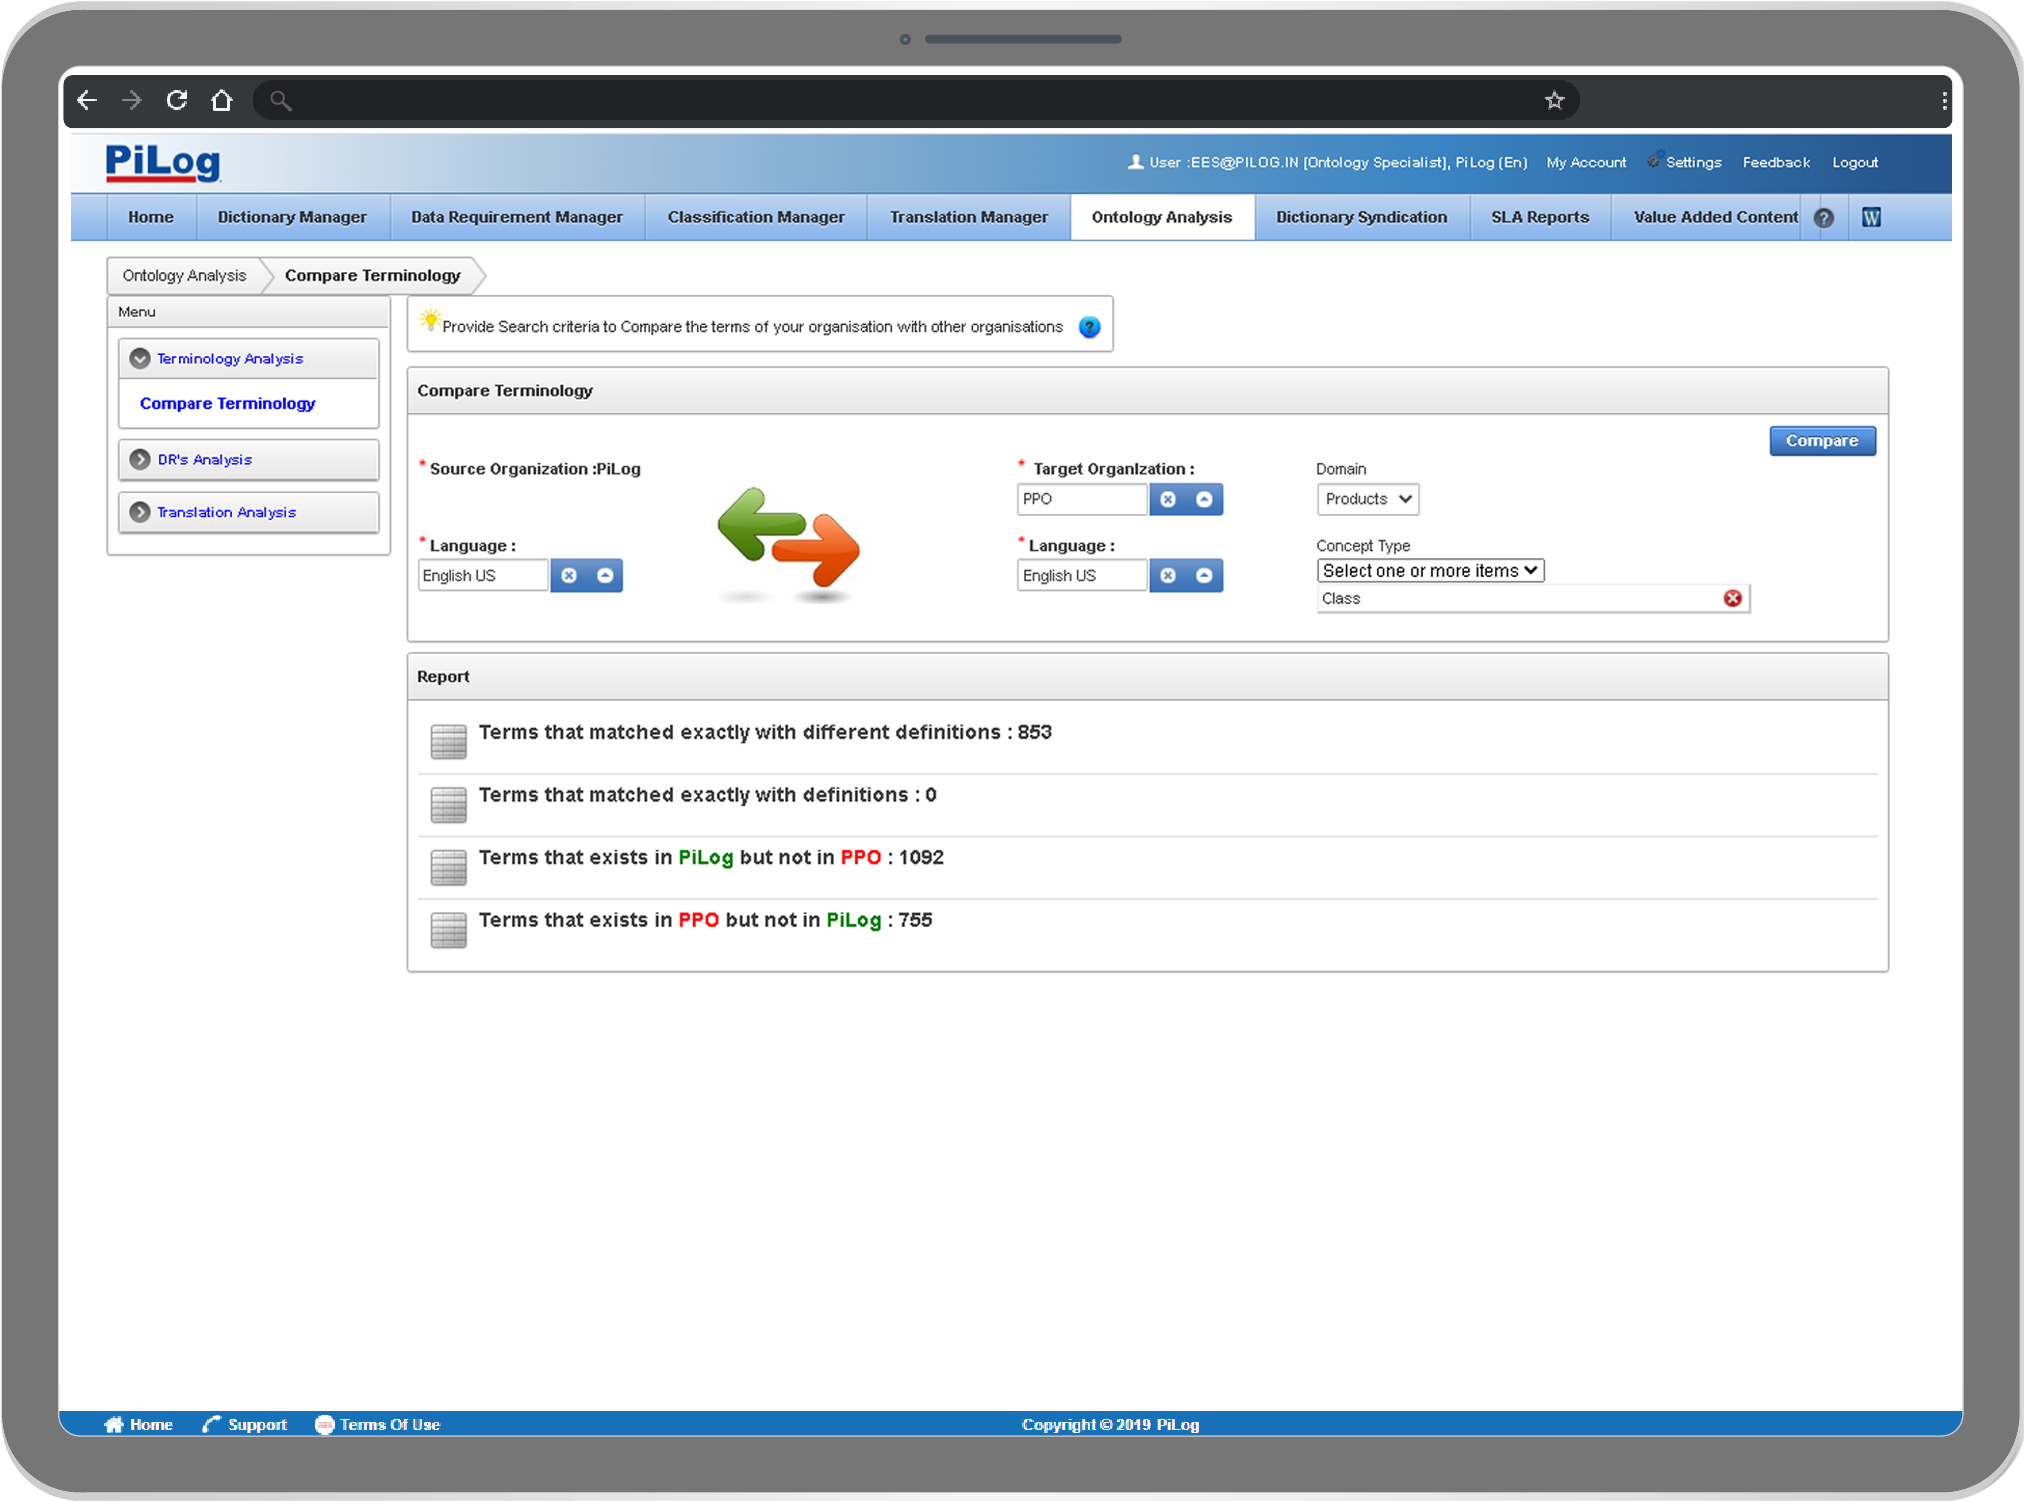 PiLog
User :EES@PILOG.IN [Ontology Specialist], PiLog (En) My Account Settings Feedback Logout
Home Dictionary Manager Data Requirement Manager Classification Manager Translation Manager Ontology Analysis Dictionary Syndication SLA Reports Value Added Content ? W
Ontology Analysis Compare Terminology
Menu
Provide Search criteria to Compare the terms of your organisation with other organisations ?
Terminology Analysis
Compare Terminology
DR's Analysis
Translation Analysis
Compare Terminology
Compare
* Source Organization :PiLog
* Target OrganIzation :
Domain
PPO
Products
* Language :
* Language :
Concept Type
English US
English US
Select one or more items
Class
Report
Terms that matched exactly with different definitions : 853
Terms that matched exactly with definitions : 0
Terms that exists in PiLog but not in PPO : 1092
Terms that exists in PPO but not in PiLog : 755
Home Support Terms Of Use Copyright © 2019 PiLog